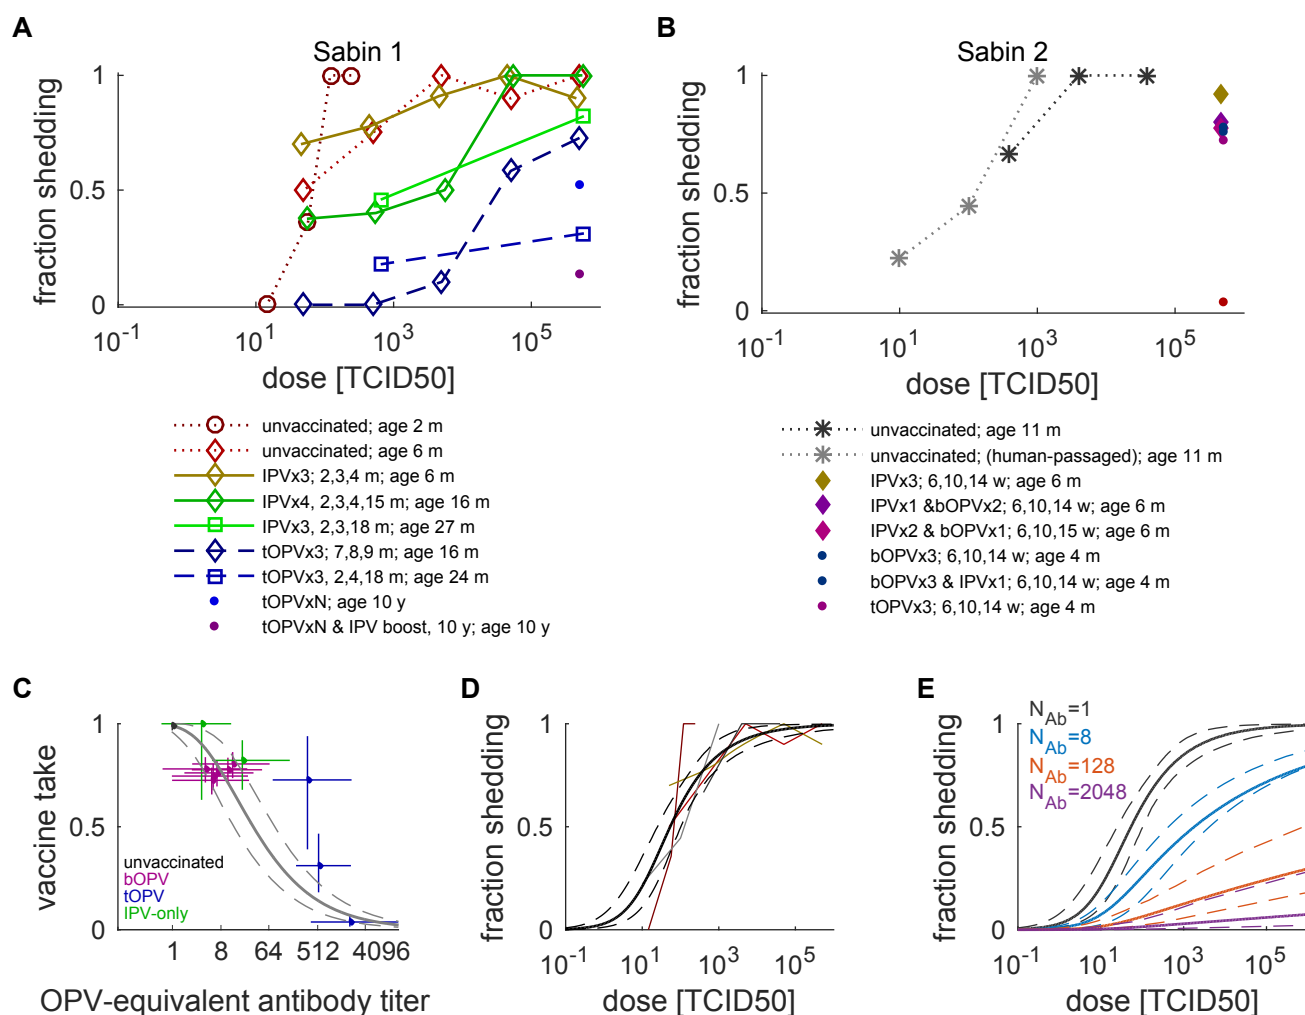 A
Sabin 1
fraction shedding
1
0.5
0
10-1
101
103
105
dose [TCID50]
unvaccinated; age 2 m
unvaccinated; age 6 m
IPVx3; 2,3,4 m; age 6 m
IPVx4, 2,3,4,15 m; age 16 m
IPVx3, 2,3,18 m; age 27 m
tOPVx3; 7,8,9 m; age 16 m
tOPVx3, 2,4,18 m; age 24 m
tOPVxN; age 10 y
tOPVxN & IPV boost, 10 y; age 10 y
B
Sabin 2
fraction shedding
1
0.5
0
10-1
101
103
105
dose [TCID50]
unvaccinated; age 11 m
unvaccinated; (human-passaged); age 11 m
IPVx3; 6,10,14 w; age 6 m
IPVx1 &bOPVx2; 6,10,14 w; age 6 m
IPVx2 & bOPVx1; 6,10,15 w; age 6 m
bOPVx3; 6,10,14 w; age 4 m
bOPVx3 & IPVx1; 6,10,14 w; age 4 m
tOPVx3; 6,10,14 w; age 4 m
C
vaccine take
1
0.5
0
unvaccinated
bOPV
tOPV
IPV-only
1
8
64
512
4096
OPV-equivalent antibody titer
D
fraction shedding
1
0.5
0
10-1
101
103
105
dose [TCID50]
E
fraction shedding
1
0.5
0
NAb=1
NAb=8
NAb=128
NAb=2048
10-1
101
103
105
dose [TCID50]